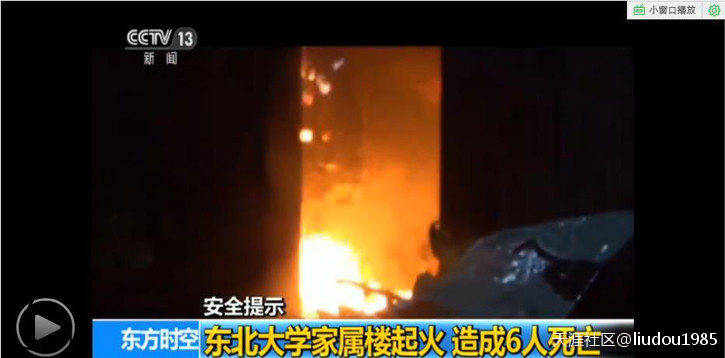 小窗口播放
CCTV 13
新闻
安全提示
东方时空
东北大学家属楼起火 造成6人死亡
天涯社区@liudou1985